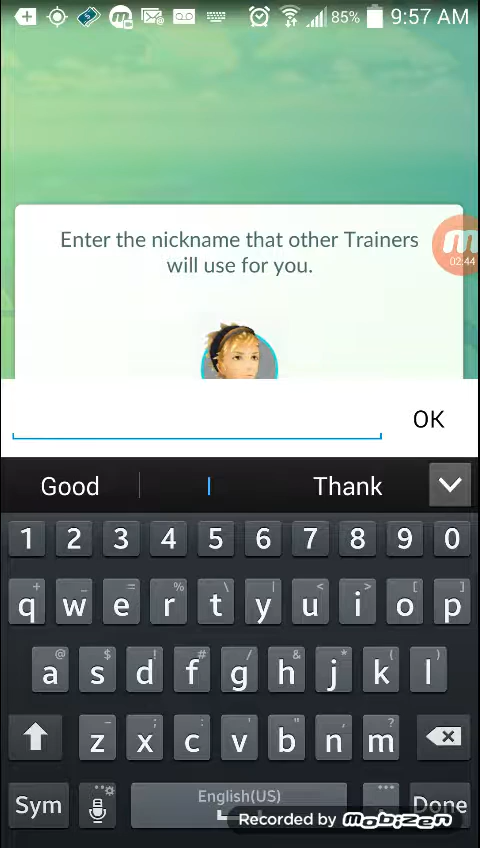 85% 9:57 AM
Enter the nickname that other Trainers
will use for you.
02:44
OK
Good I Thank
1 2 3 4 5 6 7 8 9 0
+ _ = % \ | < > [ ]
q w e r t y u i o p
@ $ ! # / & * ( )
a s d f g h j k l
- ; : ' " , ?
z x c v b n m
Sym English(US) Done
Recorded by mobizen